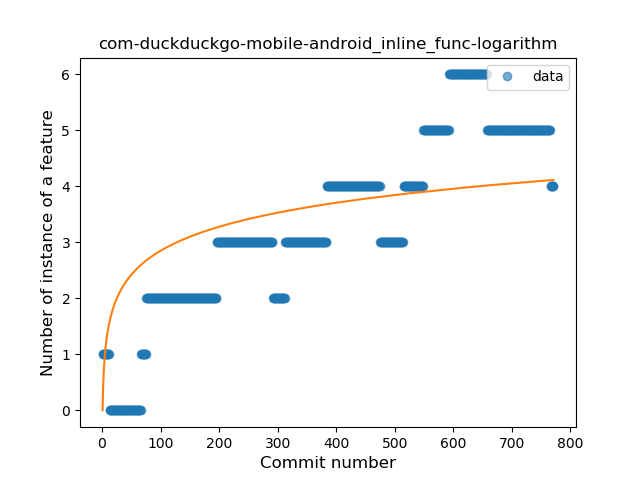 com-duckduckgo-mobile-android_inline_func-logarithm
data
Number of instance of a feature
6
5
4
3
2
1
0
0 100 200 300 400 500 600 700 800
Commit number